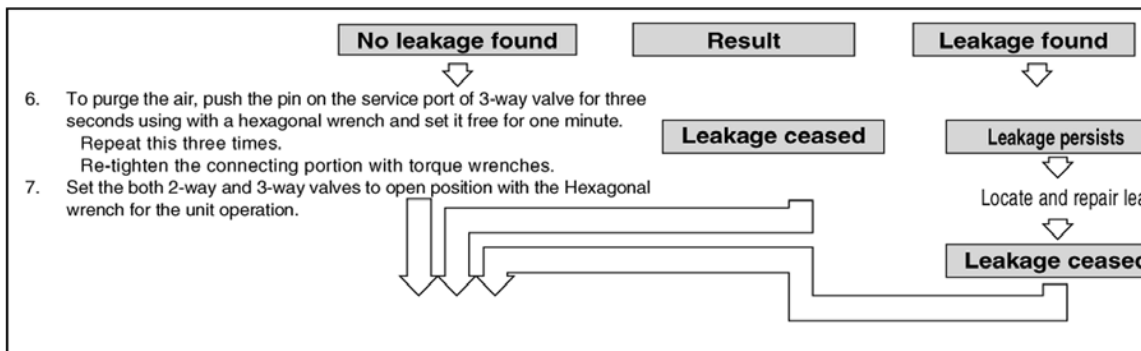 No leakage found Result Leakage found
6. To purge the air, push the pin on the service port of 3-way valve for three
seconds using with a hexagonal wrench and set it free for one minute.
Repeat this three times.
Re-tighten the connecting portion with torque wrenches.
7. Set the both 2-way and 3-way valves to open position with the Hexagonal
wrench for the unit operation.
Leakage ceased Leakage persists
Locate and repair lea
Leakage ceased